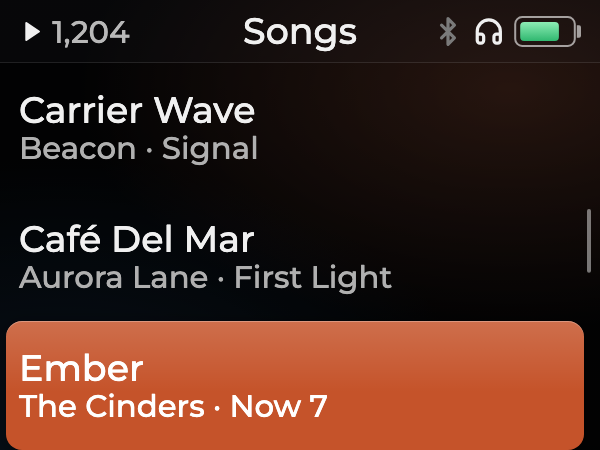 1,204
Songs
Carrier Wave
Beacon · Signal
Café Del Mar
Aurora Lane · First Light
Ember
The Cinders · Now 7